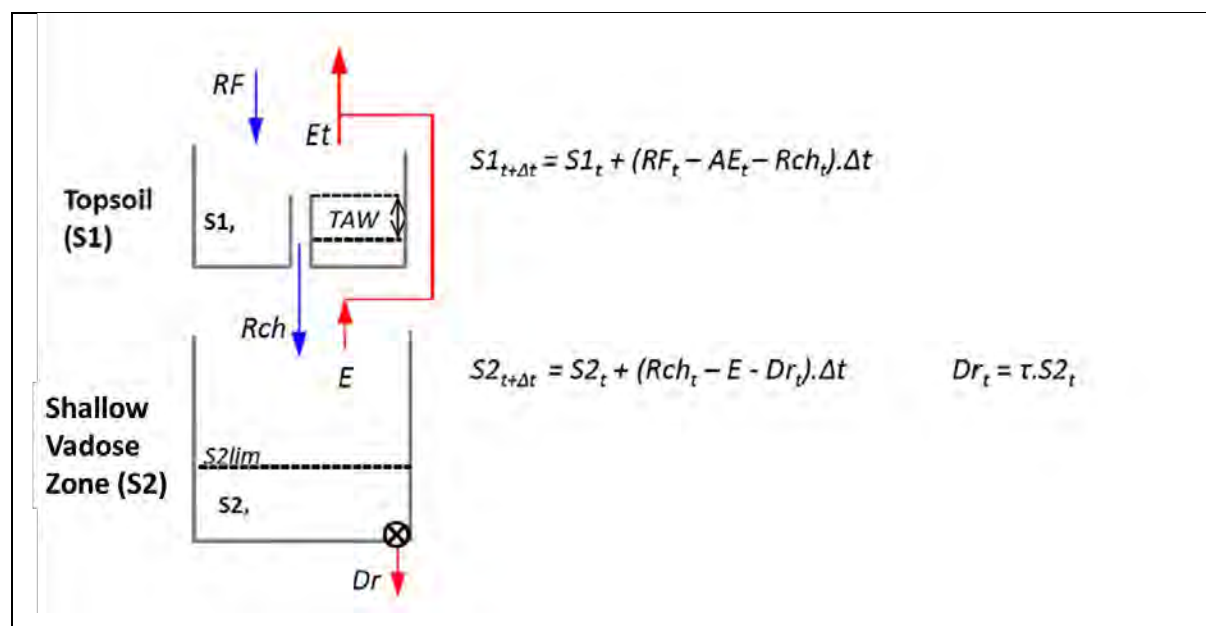 RF
Et
S1ₜ₊Δₜ = S1ₜ + (RFₜ – AEₜ – Rchₜ).Δt
Topsoil
(S1)
S1,
TAW
Rch
E
S2ₜ₊Δₜ = S2ₜ + (Rchₜ – E - Drₜ).Δt
Drₜ = τ.S2ₜ
Shallow
Vadose
Zone (S2)
S2lim
S2,
Dr